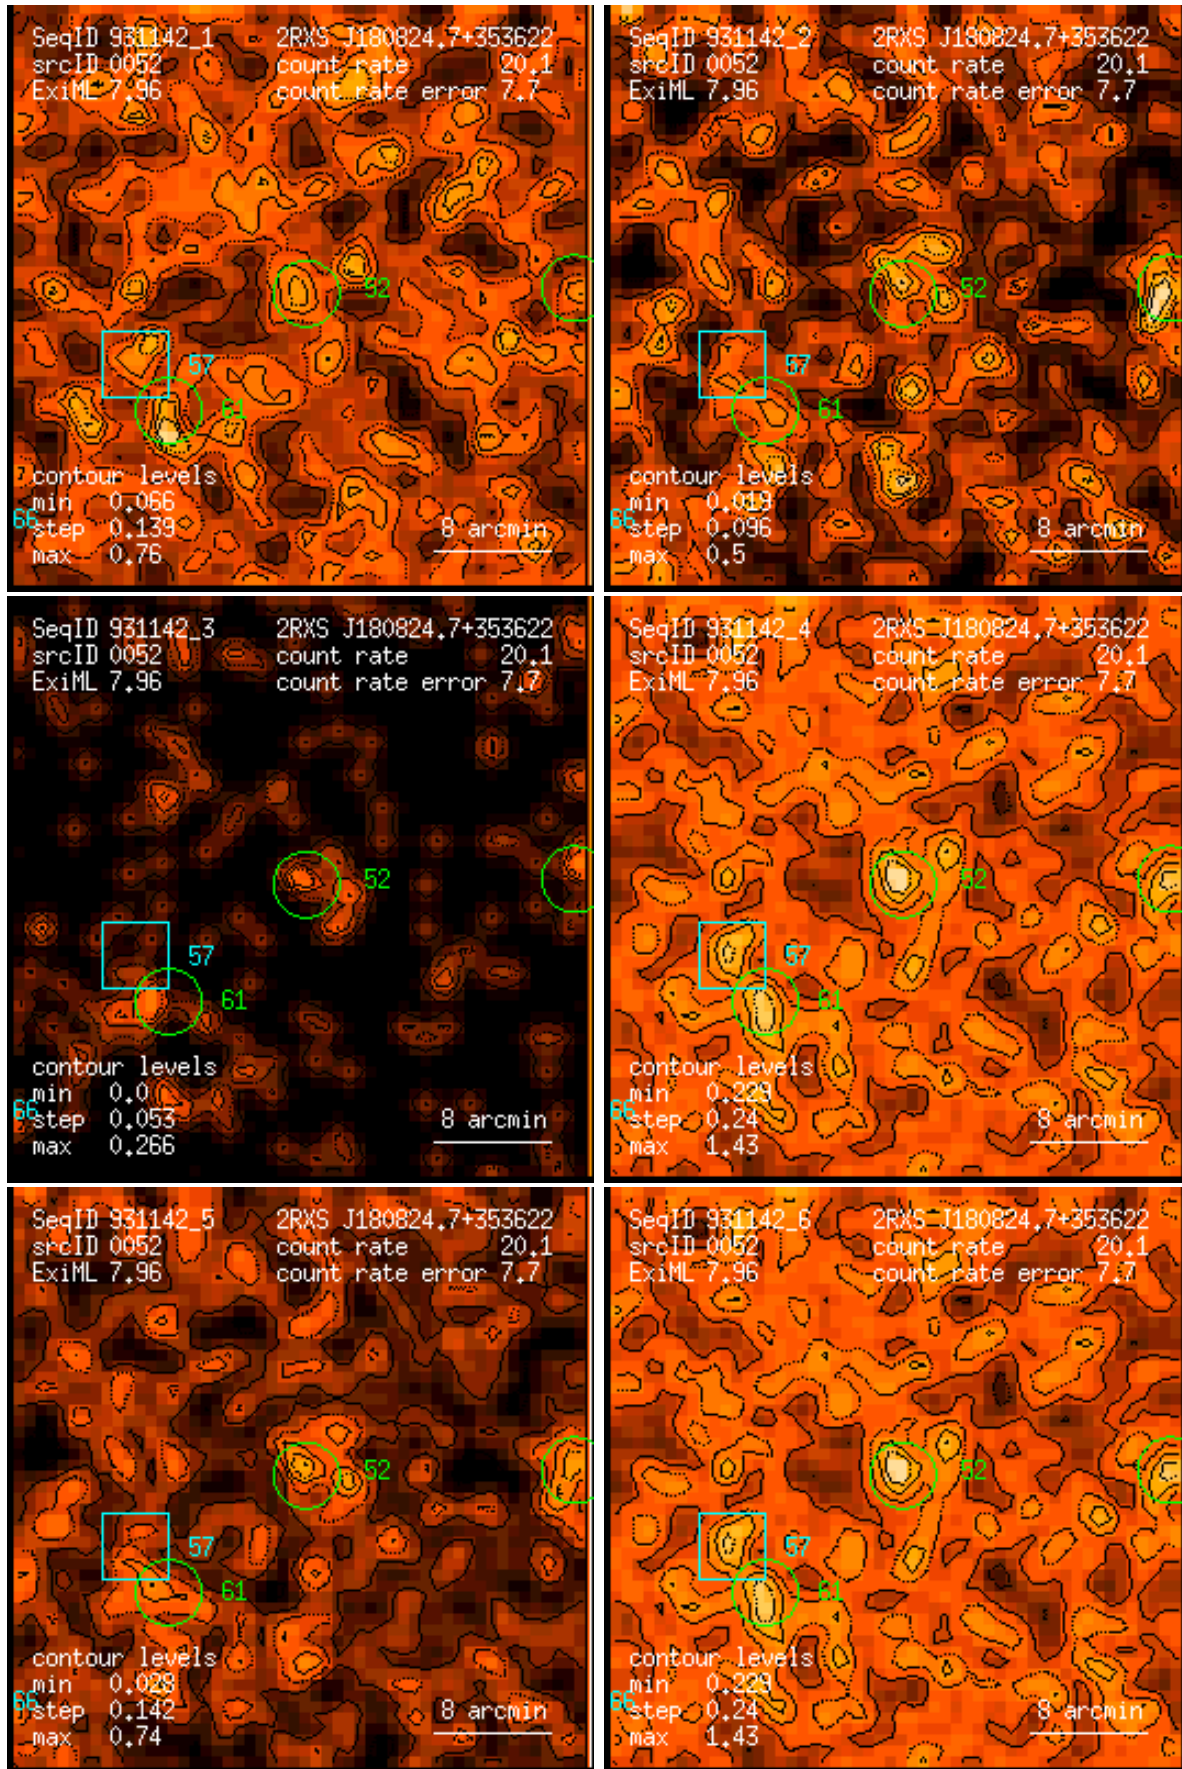 SeqID 931142_1 2RXS J180824.7+353622
srcID 0052 count rate 20.1
ExiML 7.96 count rate error 7.7
52
57
61
contour levels
min 0.066
66
step 0.139 8 arcmin
max 0.76
SeqID 931142_2 2RXS J180824.7+353622
srcID 0052 count rate 20.1
ExiML 7.96 count rate error 7.7
52
57
61
contour levels
min 0.019
66
step 0.096 8 arcmin
max 0.5
SeqID 931142_3 2RXS J180824.7+353622
srcID 0052 count rate 20.1
ExiML 7.96 count rate error 7.7
52
57
61
contour levels
min 0.0
66
step 0.053 8 arcmin
max 0.266
SeqID 931142_4 2RXS J180824.7+353622
srcID 0052 count rate 20.1
ExiML 7.96 count rate error 7.7
52
57
61
contour levels
min 0.229
66
step 0.24 8 arcmin
max 1.43
SeqID 931142_5 2RXS J180824.7+353622
srcID 0052 count rate 20.1
ExiML 7.96 count rate error 7.7
52
57
61
contour levels
min 0.028
66
step 0.142 8 arcmin
max 0.74
SeqID 931142_6 2RXS J180824.7+353622
srcID 0052 count rate 20.1
ExiML 7.96 count rate error 7.7
52
57
61
contour levels
min 0.229
66
step 0.24 8 arcmin
max 1.43